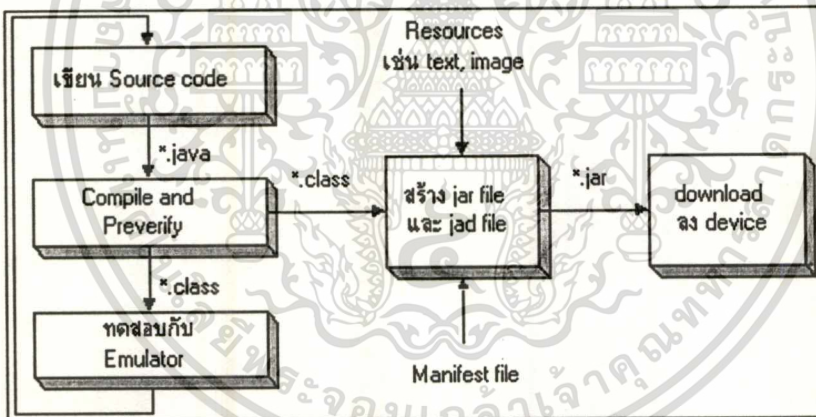 Resources
เช่น text, image
เขียน Source code
*.java
Compile and
Preverify
*.class
สร้าง jar file
และ jad file
*.jar
download
ลง device
*.class
ทดสอบกับ
Emulator
Manifest file